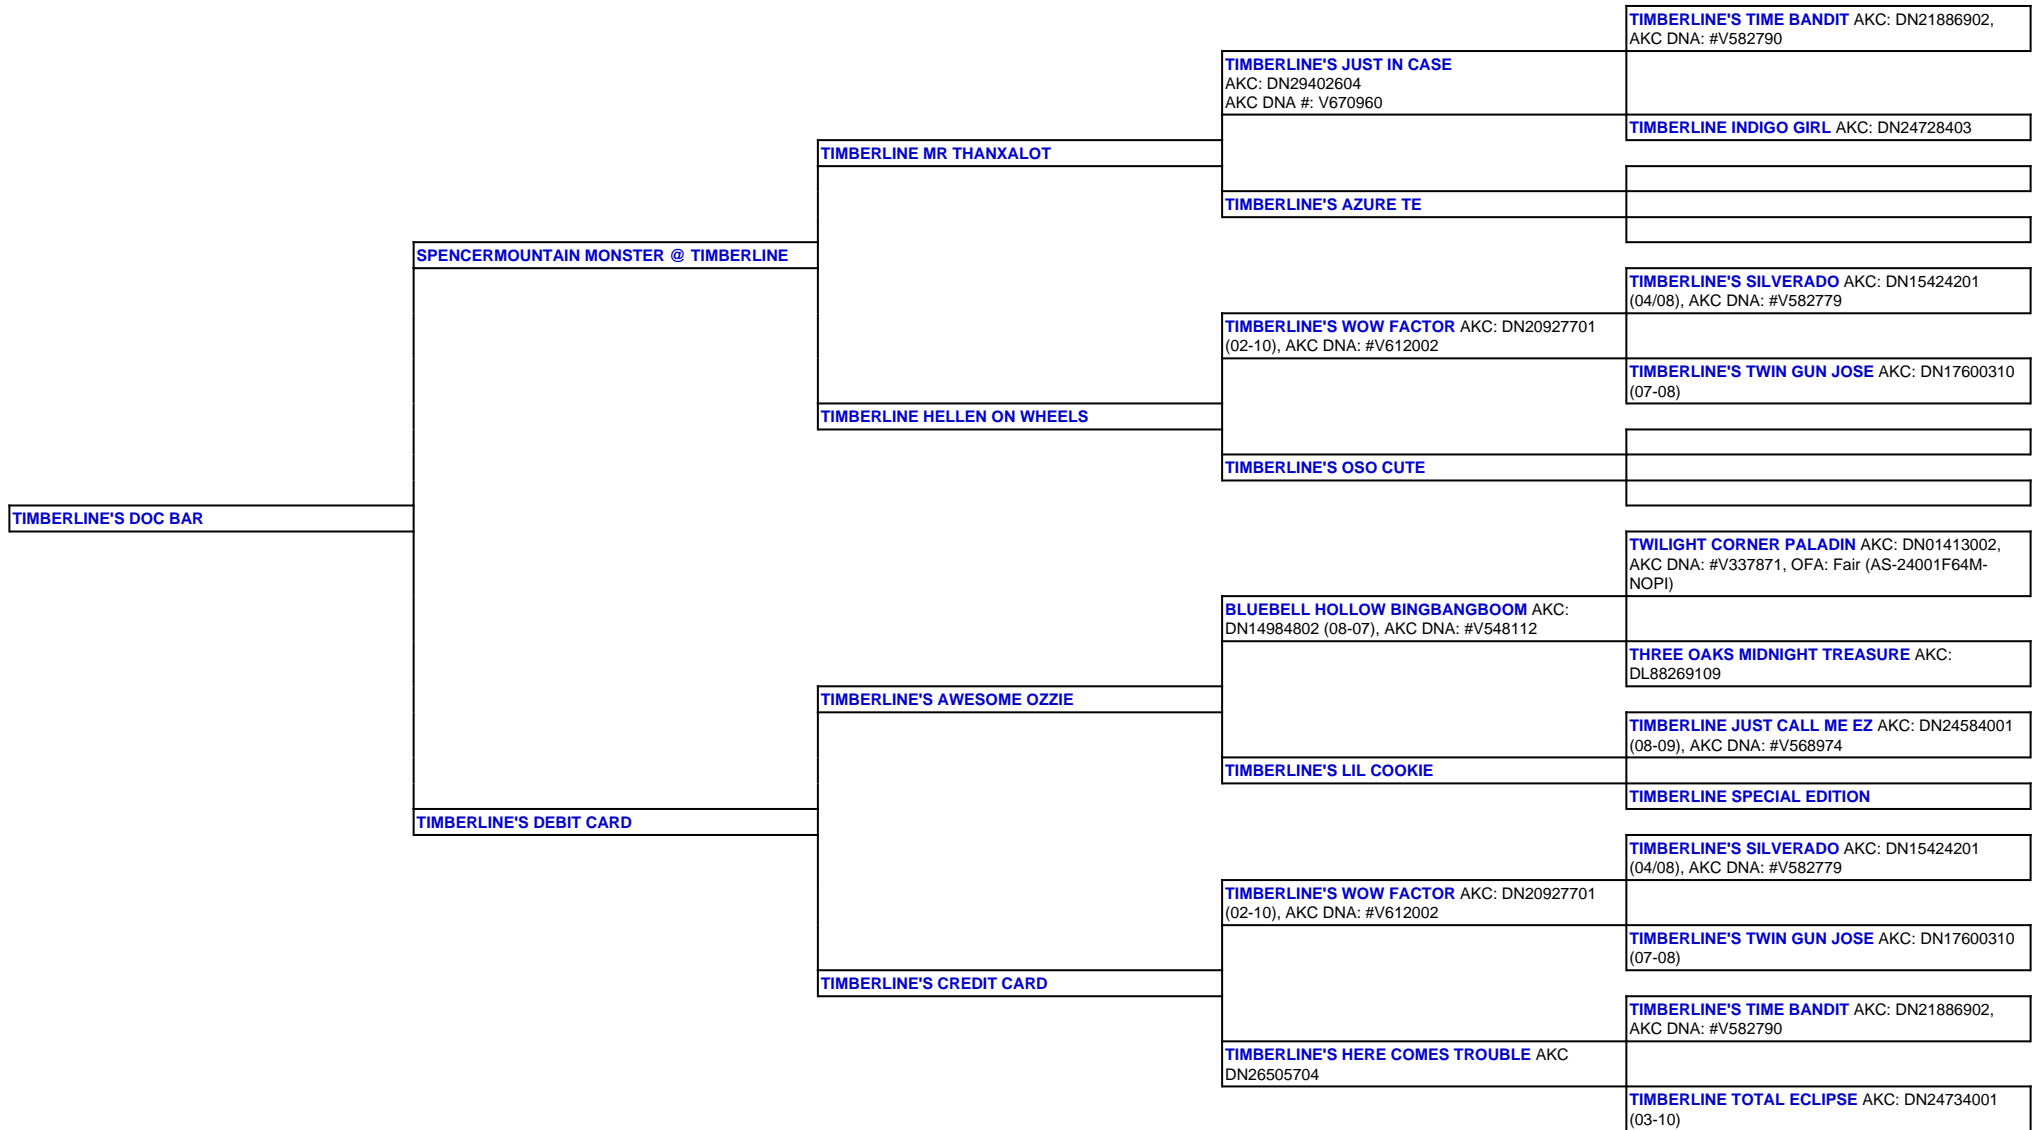 TIMBERLINE'S TIME BANDIT AKC: DN21886902,
AKC DNA: #V582790
TIMBERLINE'S JUST IN CASE
AKC: DN29402604
AKC DNA #: V670960
TIMBERLINE INDIGO GIRL AKC: DN24728403
TIMBERLINE MR THANXALOT
TIMBERLINE'S AZURE TE
SPENCERMOUNTAIN MONSTER @ TIMBERLINE
TIMBERLINE'S SILVERADO AKC: DN15424201
(04/08), AKC DNA: #V582779
TIMBERLINE'S WOW FACTOR AKC: DN20927701
(02-10), AKC DNA: #V612002
TIMBERLINE'S TWIN GUN JOSE AKC: DN17600310
(07-08)
TIMBERLINE HELLEN ON WHEELS
TIMBERLINE'S OSO CUTE
TIMBERLINE'S DOC BAR
TWILIGHT CORNER PALADIN AKC: DN01413002,
AKC DNA: #V337871, OFA: Fair (AS-24001F64M-
NOPI)
BLUEBELL HOLLOW BINGBANGBOOM AKC:
DN14984802 (08-07), AKC DNA: #V548112
THREE OAKS MIDNIGHT TREASURE AKC:
DL88269109
TIMBERLINE'S AWESOME OZZIE
TIMBERLINE JUST CALL ME EZ AKC: DN24584001
(08-09), AKC DNA: #V568974
TIMBERLINE'S LIL COOKIE
TIMBERLINE SPECIAL EDITION
TIMBERLINE'S DEBIT CARD
TIMBERLINE'S SILVERADO AKC: DN15424201
(04/08), AKC DNA: #V582779
TIMBERLINE'S WOW FACTOR AKC: DN20927701
(02-10), AKC DNA: #V612002
TIMBERLINE'S TWIN GUN JOSE AKC: DN17600310
(07-08)
TIMBERLINE'S CREDIT CARD
TIMBERLINE'S TIME BANDIT AKC: DN21886902,
AKC DNA: #V582790
TIMBERLINE'S HERE COMES TROUBLE AKC
DN26505704
TIMBERLINE TOTAL ECLIPSE AKC: DN24734001
(03-10)